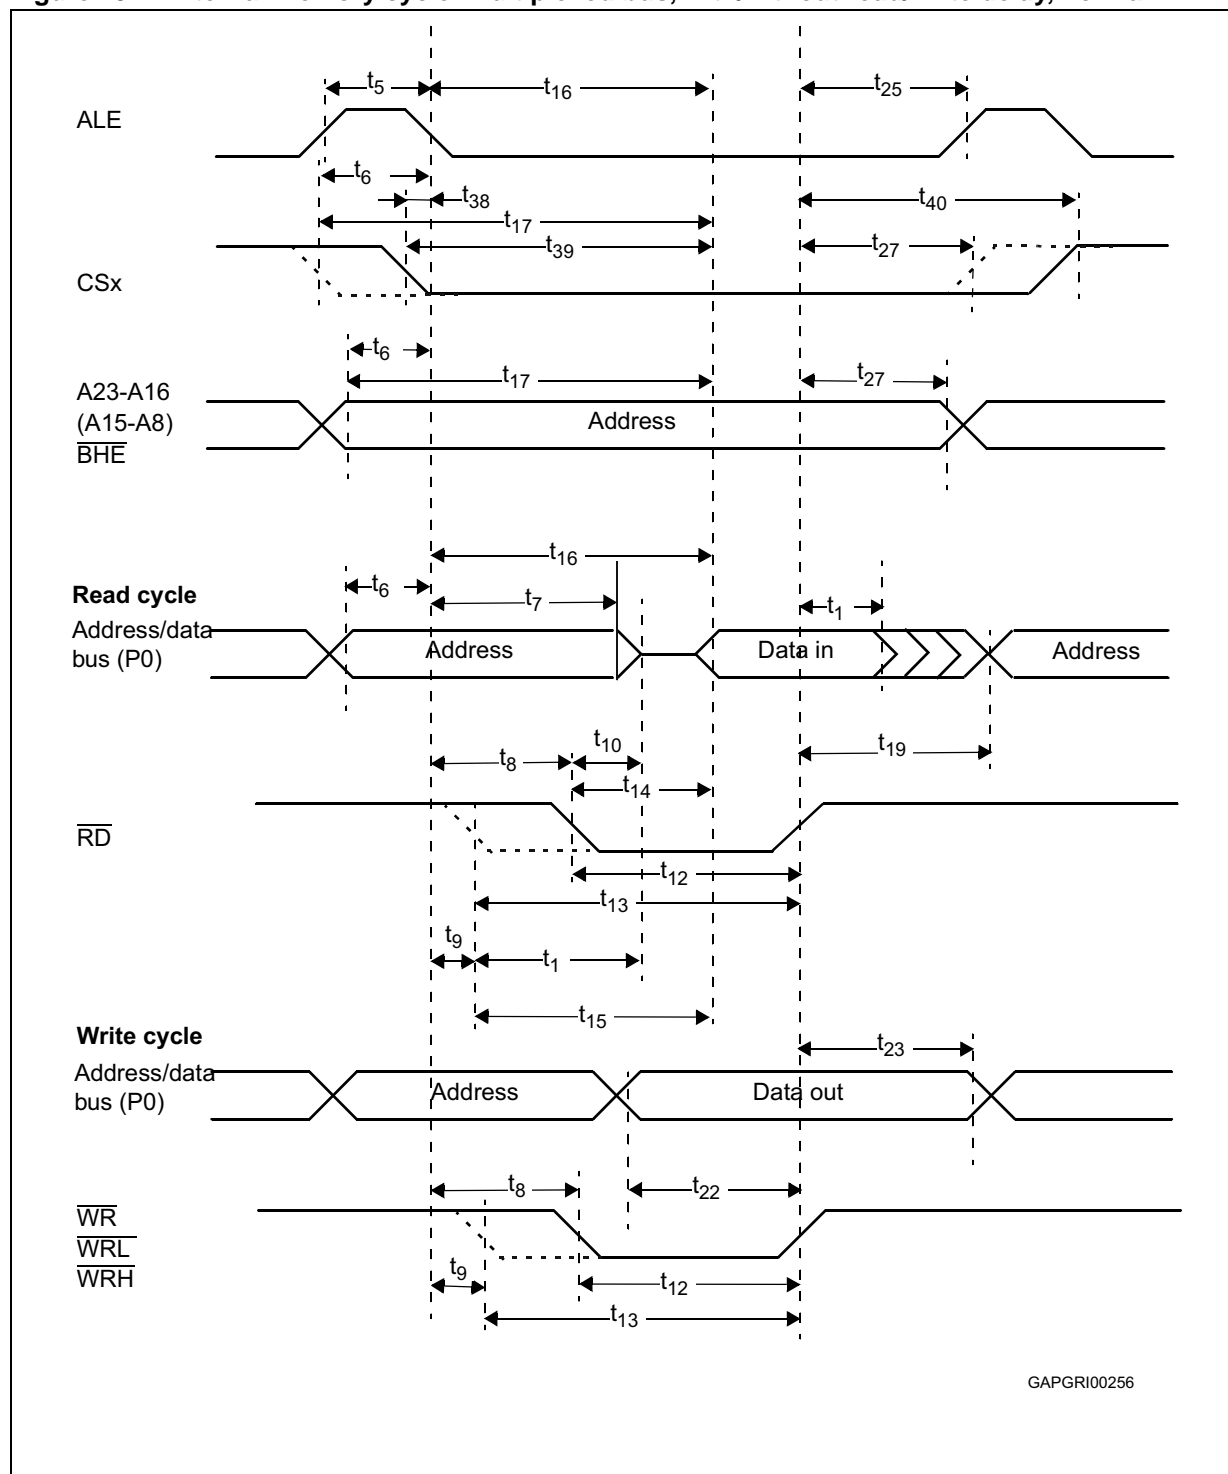 t5
t16
t25
ALE
t6
t38
t40
t17
t39
t27
CSx
t6
t17
t27
A23-A16
(A15-A8)
BHE
Address
t16
t6
t7
t1
Read cycle
Address/data
bus (P0)
Address
Data in
Address
t10
t8
t19
t14
RD
t12
t13
t9
t1
t15
Write cycle
t23
Address/data
bus (P0)
Address
Data out
t8
t22
WR
WRL
WRH
t9
t12
t13
GAPGRI00256